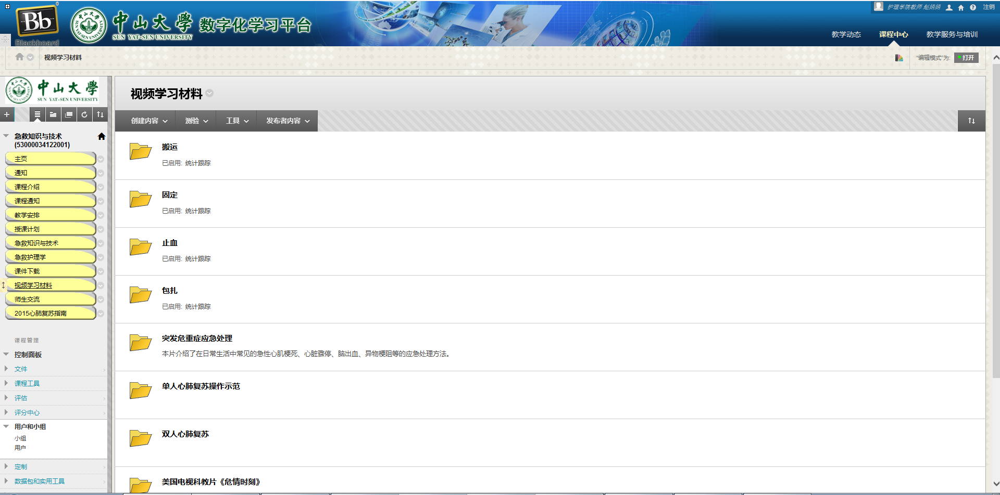 Bb
Blackboard
中山大學
SUN YAT-SEN UNIVERSITY
数字化学习平台
护理学院教师 赵娟娟
注销
教学动态
课程中心
教学服务与培训
视频学习材料
“编辑模式”为:
打开
中山大學
SUN YAT-SEN UNIVERSITY
急救知识与技术
(53000034122001)
主页
通知
课程介绍
课程通知
教学安排
授课计划
急救知识与技术
急救护理学
课件下载
视频学习材料
师生交流
2015心肺复苏指南
课程管理
控制面板
文件
课程工具
评估
评分中心
用户和小组
小组
用户
定制
数据包和实用工具
视频学习材料
创建内容
测验
工具
发布者内容
搬运
已启用: 统计跟踪
固定
已启用: 统计跟踪
止血
已启用: 统计跟踪
包扎
已启用: 统计跟踪
突发危重症应急处理
本片介绍了在日常生活中常见的急性心肌梗死、心脏骤停、脑出血、异物梗阻等的应急处理方法。
单人心肺复苏操作示范
双人心肺复苏
美国电视科教片《危情时刻》